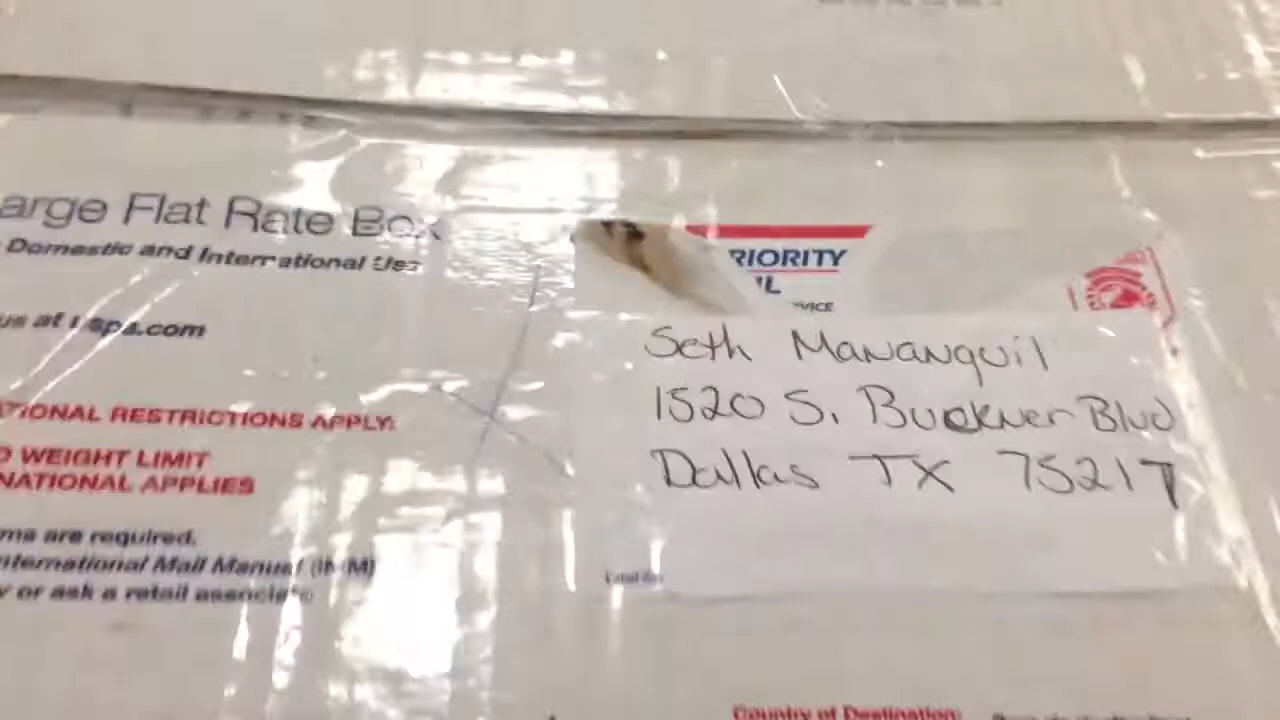 arge Flat Rate Box
Domestic and International Use
us at usps.com
TIONAL RESTRICTIONS APPLY:
D WEIGHT LIMIT
NATIONAL APPLIES
ms are required.
nternational Mail Manual (IMM)
y or ask a retail associate
RIORITY
IL
VICE
Seth Mananquil
1520 S. Buckner Blvd
Dallas TX 75217
Country of Destination: